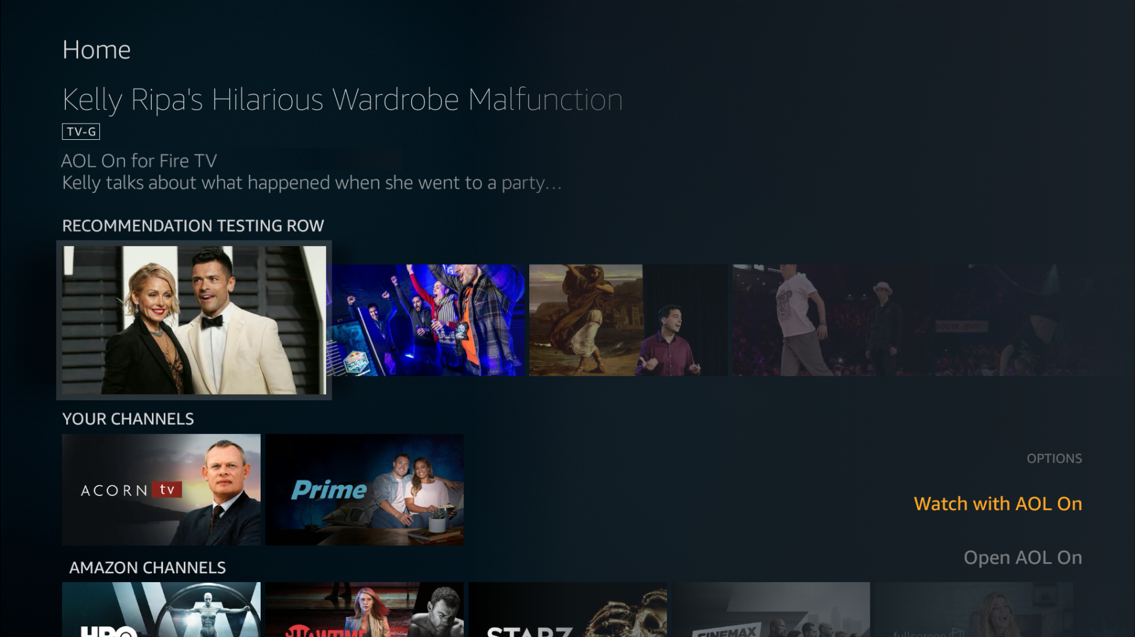 Home
Kelly Ripa's Hilarious Wardrobe Malfunction
TV-G
AOL On for Fire TV
Kelly talks about what happened when she went to a party…
RECOMMENDATION TESTING ROW
YOUR CHANNELS
ACORN tv
Prime
OPTIONS
Watch with AOL On
Open AOL On
AMAZON CHANNELS
HBO
SHOWTIME
STARZ
CINEMAX
fullscreen